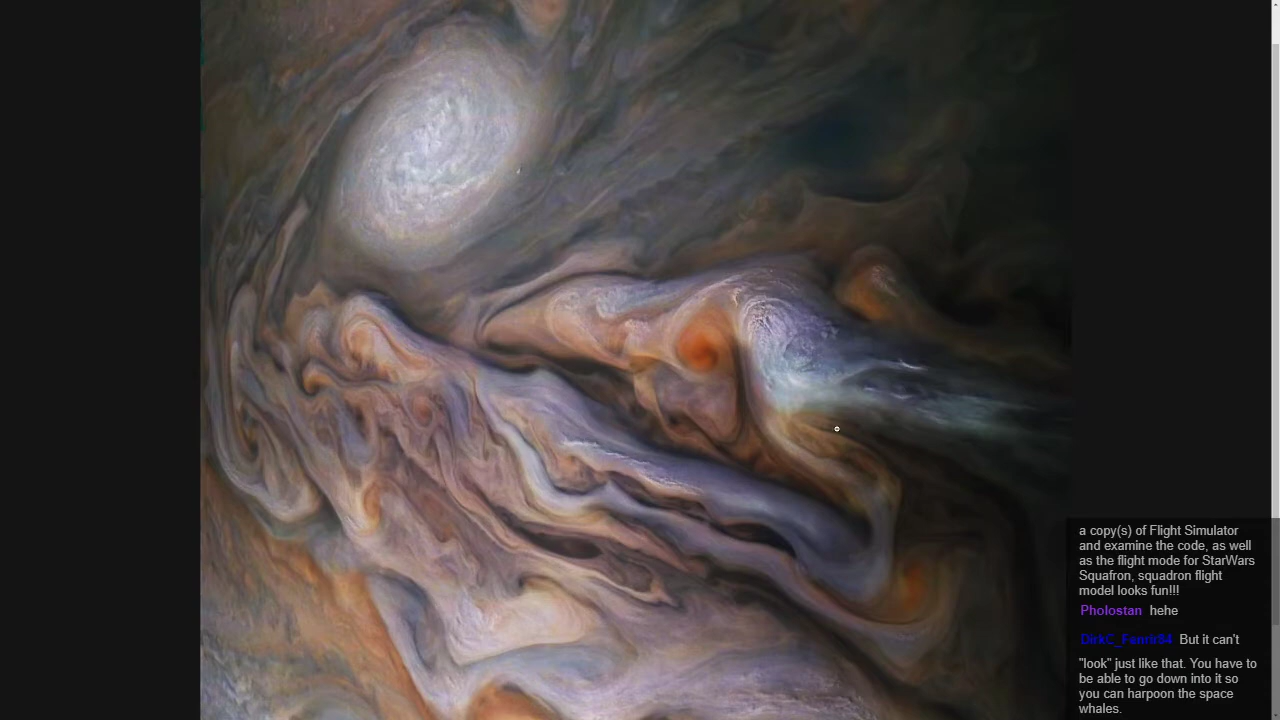 a copy(s) of Flight Simulator
and examine the code, as well
as the flight mode for StarWars
Squafron, squadron flight
model looks fun!!!
Pholostan hehe
DirkC_Fenrir54 But it can't
"look" just like that. You have to
be able to go down into it so
you can harpoon the space
whales.